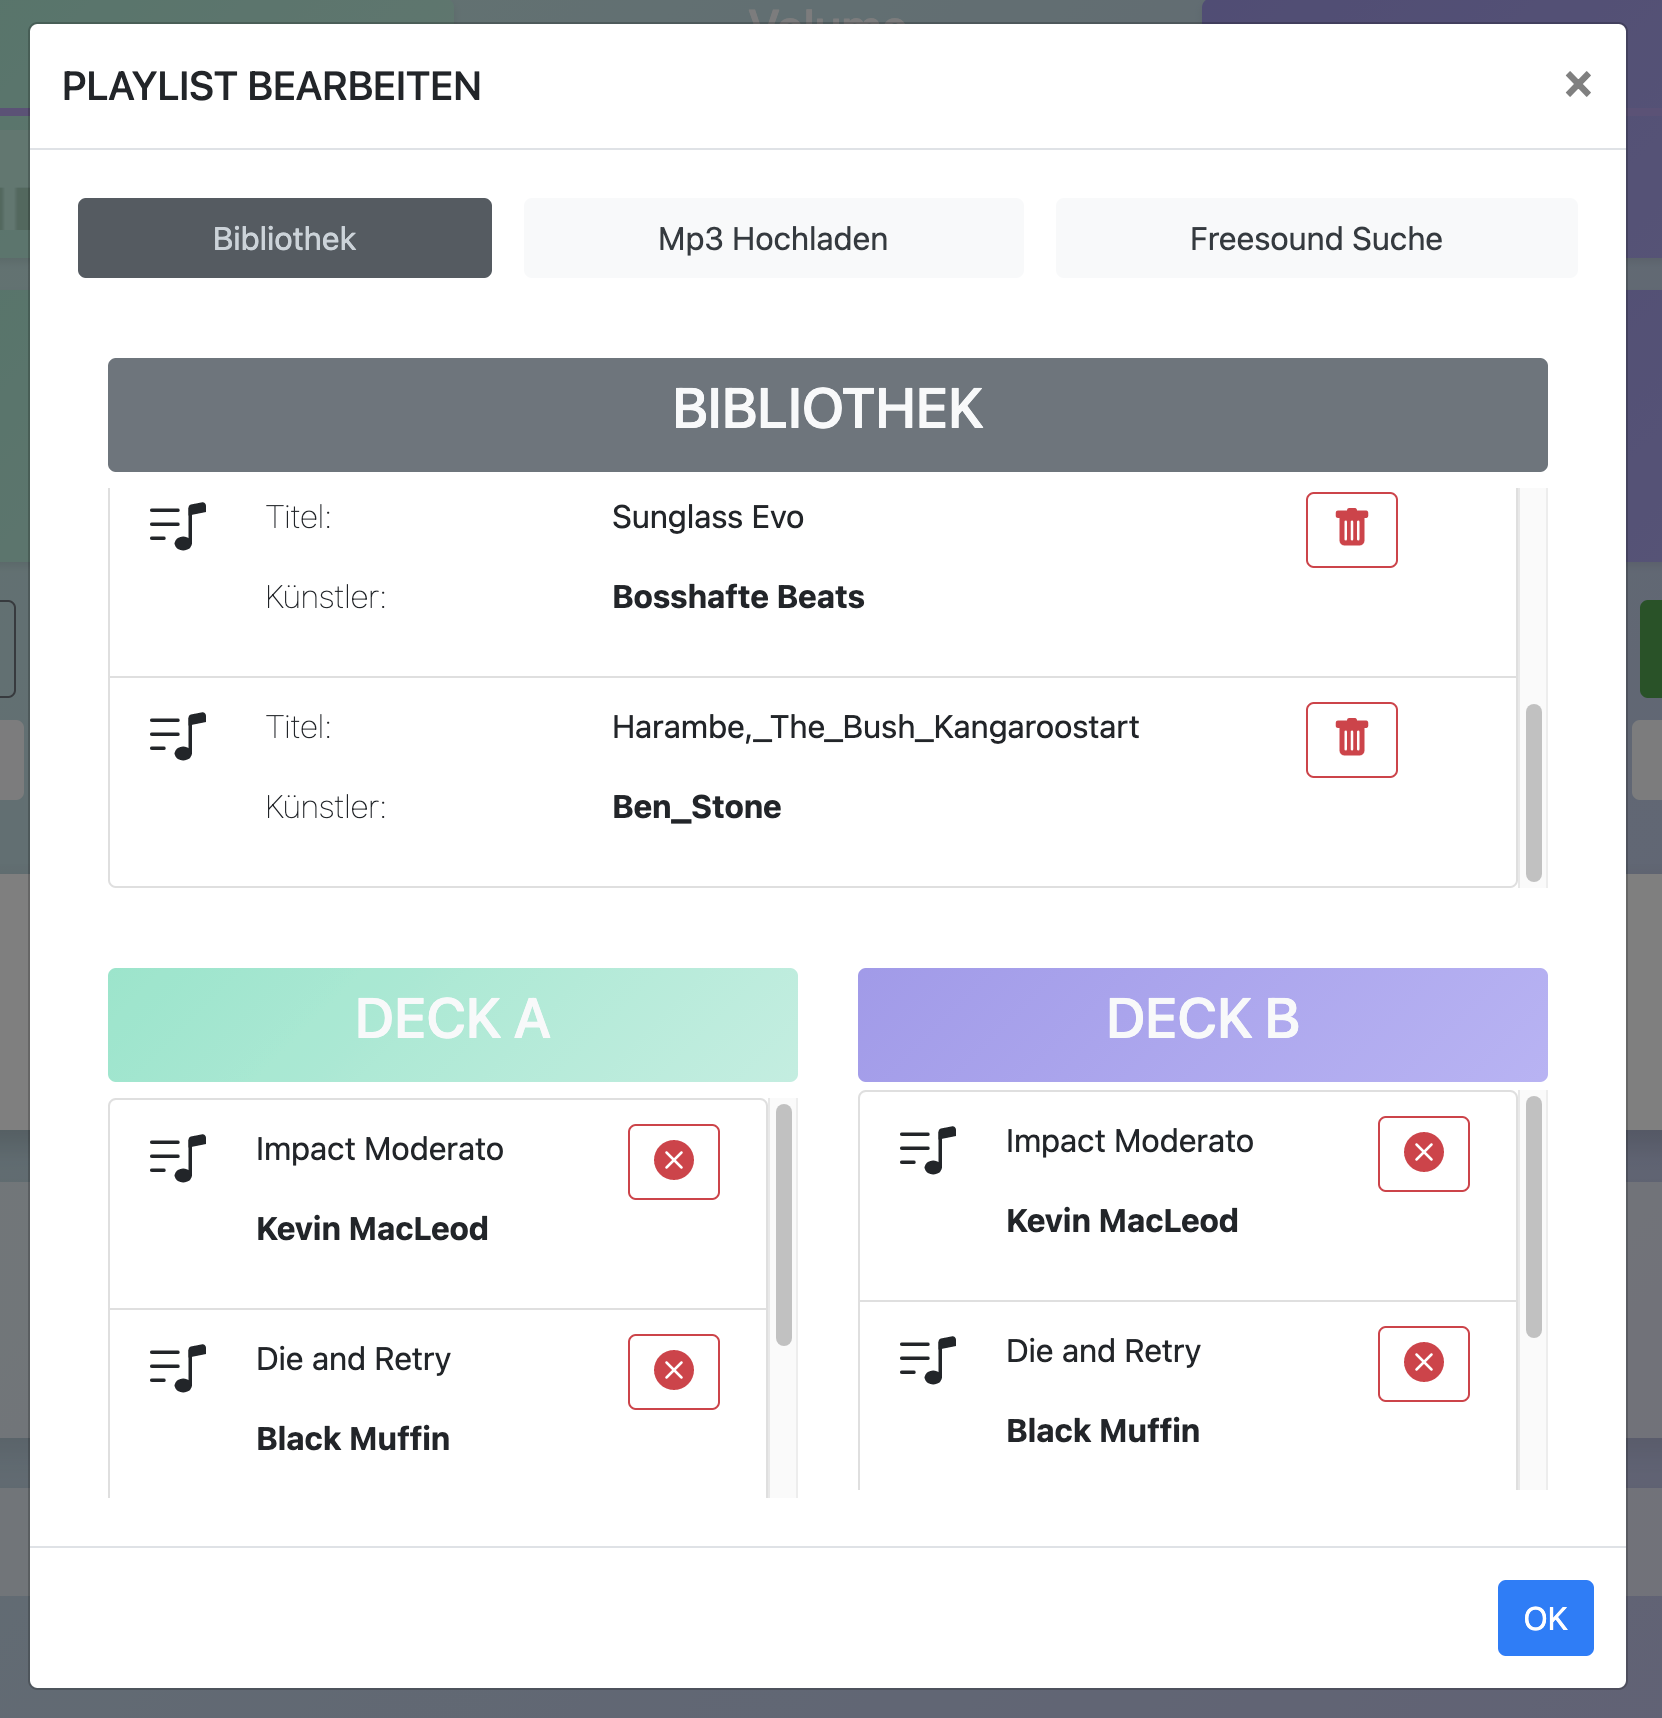 Volume
PLAYLIST BEARBEITEN
Bibliothek
Mp3 Hochladen
Freesound Suche
BIBLIOTHEK
Titel: Sunglass Evo
Künstler: Bosshafte Beats
Titel: Harambe,_The_Bush_Kangaroostart
Künstler: Ben_Stone
DECK A
Impact Moderato
Kevin MacLeod
Die and Retry
Black Muffin
DECK B
Impact Moderato
Kevin MacLeod
Die and Retry
Black Muffin
OK